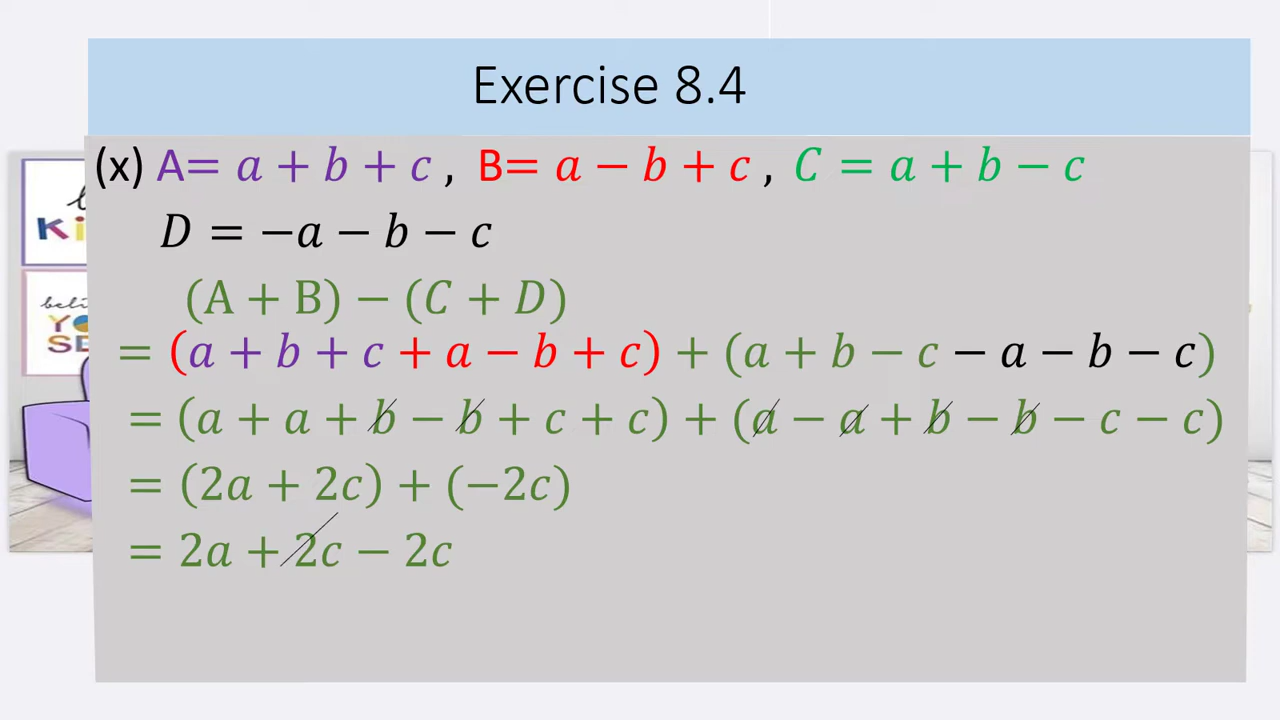 Exercise 8.4
(x) A= a + b + c , B= a − b + c , C = a + b − c
D = −a − b − c
(A + B) − (C + D)
= (a + b + c + a − b + c) + (a + b − c − a − b − c)
= (a + a + b − b + c + c) + (a − a + b − b − c − c)
= (2a + 2c) + (−2c)
= 2a + 2c − 2c